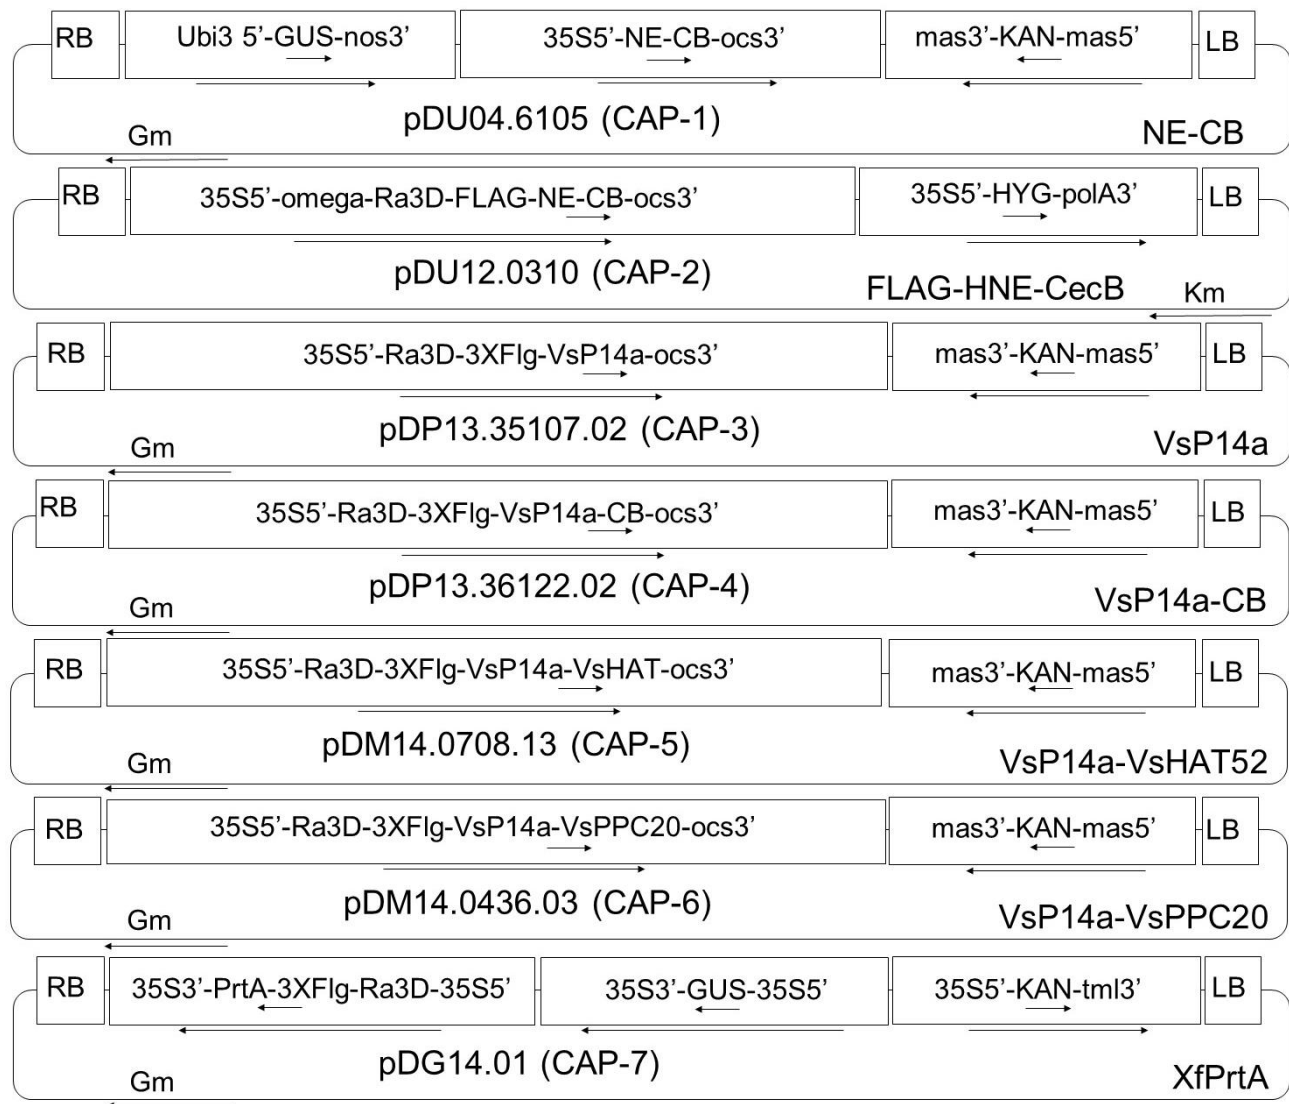 RB Ubi3 5’-GUS-nos3’ 35S5’-NE-CB-ocs3’ mas3’-KAN-mas5’ LB
pDU04.6105 (CAP-1)
Gm NE-CB
RB 35S5’-omega-Ra3D-FLAG-NE-CB-ocs3’ 35S5’-HYG-polA3’ LB
pDU12.0310 (CAP-2)
FLAG-HNE-CecB Km
RB 35S5’-Ra3D-3XFlg-VsP14a-ocs3’ mas3’-KAN-mas5’ LB
pDP13.35107.02 (CAP-3)
Gm VsP14a
RB 35S5’-Ra3D-3XFlg-VsP14a-CB-ocs3’ mas3’-KAN-mas5’ LB
pDP13.36122.02 (CAP-4)
Gm VsP14a-CB
RB 35S5’-Ra3D-3XFlg-VsP14a-VsHAT-ocs3’ mas3’-KAN-mas5’ LB
pDM14.0708.13 (CAP-5)
Gm VsP14a-VsHAT52
RB 35S5’-Ra3D-3XFlg-VsP14a-VsPPC20-ocs3’ mas3’-KAN-mas5’ LB
pDM14.0436.03 (CAP-6)
Gm VsP14a-VsPPC20
RB 35S3’-PrtA-3XFlg-Ra3D-35S5’ 35S3’-GUS-35S5’ 35S5’-KAN-tml3’ LB
pDG14.01 (CAP-7)
Gm XfPrtA